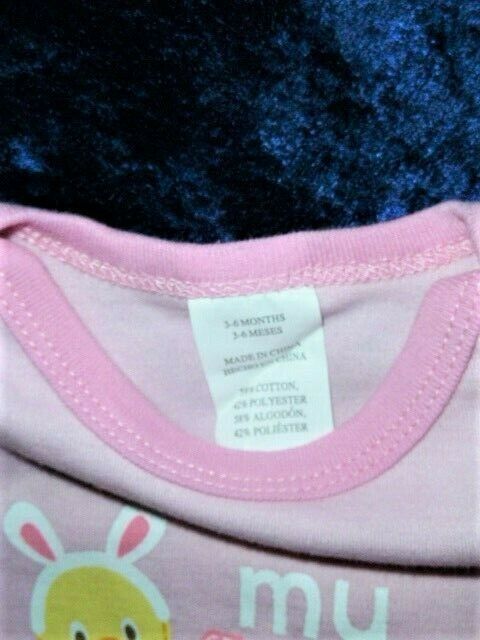 3-6 MONTHS
3-6 MESES
MADE IN CHINA
HECHO EN CHINA
58% COTTON,
42% POLYESTER
58% ALGODÓN,
42% POLIÉSTER
my